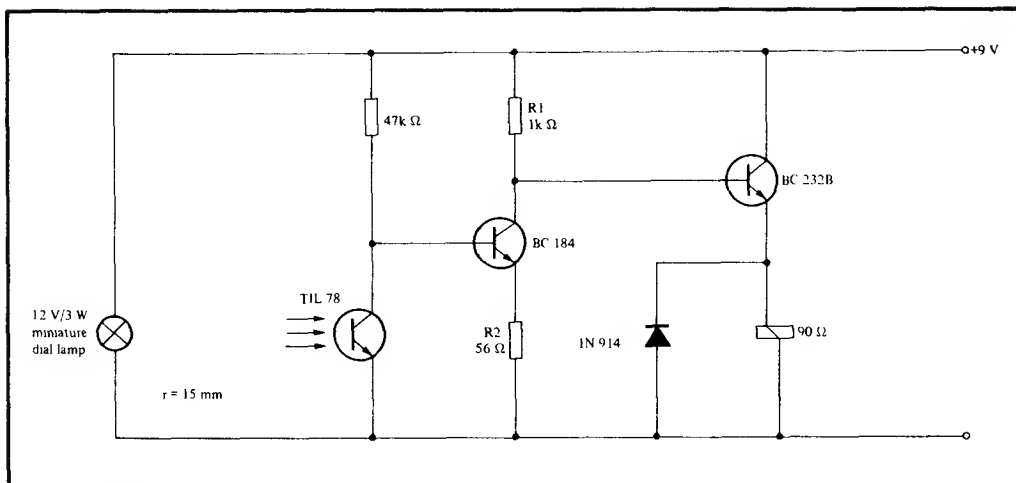 +9 V
47k Ω
R1
1k Ω
BC 232B
BC 184
TIL 78
12 V/3 W
miniature
dial lamp
R2
56 Ω
1N 914
90 Ω
r = 15 mm